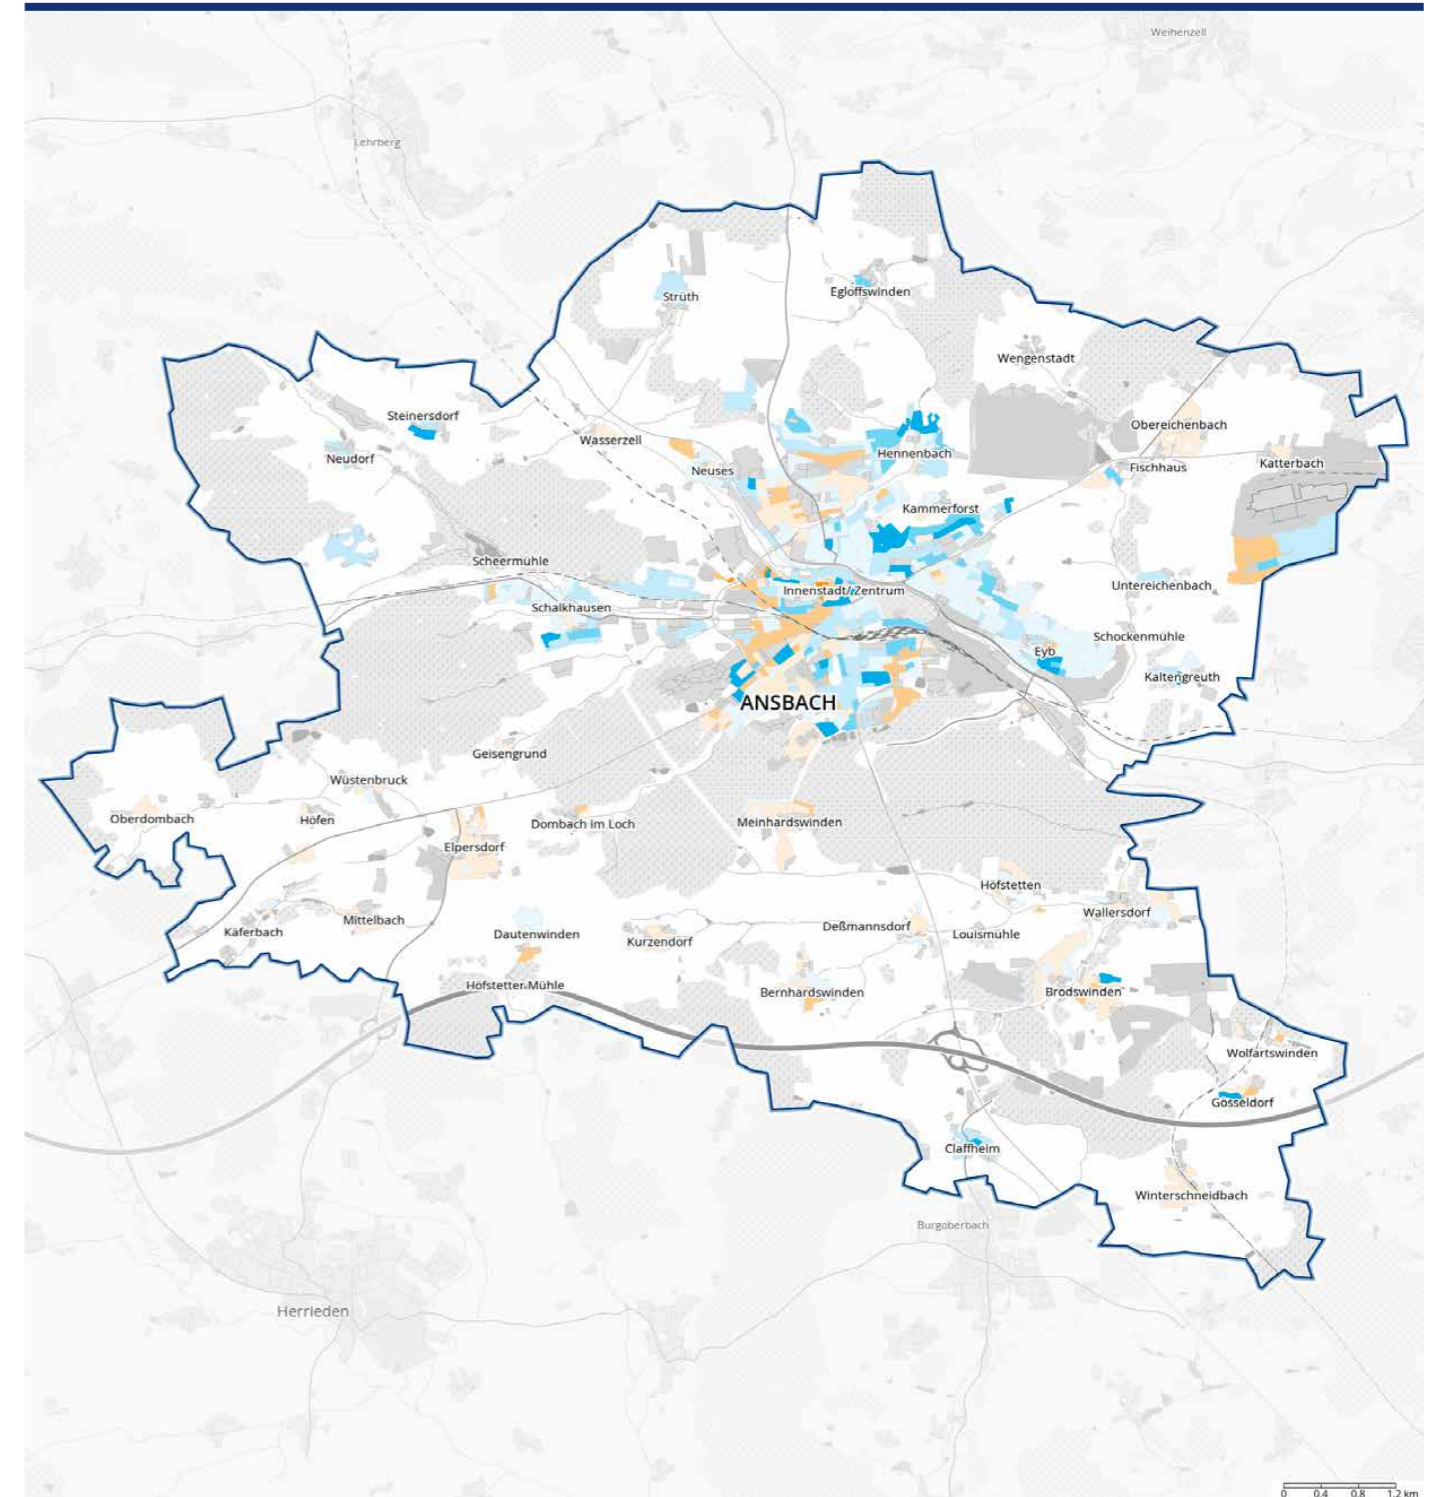 Weihenzell
Lehrberg
Strüth
Egloffswinden
Wengenstadt
Steinersdorf
Obereichenbach
Wasserzell
Neudorf
Hennenbach
Neuses
Fischhaus
Katterbach
Kammerforst
Scheermühle
Innenstadt/ Zentrum
Untereichenbach
Schalkhausen
Schockenmühle
Eyb
Kaltengreuth
ANSBACH
Geisengrund
Wüstenbruck
Oberdombach
Höfen
Dombach im Loch
Meinhardswinden
Elpersdorf
Höfstetten
Wallersdorf
Mittelbach
Käferbach
Dautenwinden
Kurzendorf
Deßmannsdorf
Louismühle
Höfstetter-Mühle
Bernhardswinden
Brodswinden
Wolfartswinden
Gösseldorf
Claffheim
Winterschneidbach
Burgoberbach
Herrieden
0 0.4 0.8 1.2 km